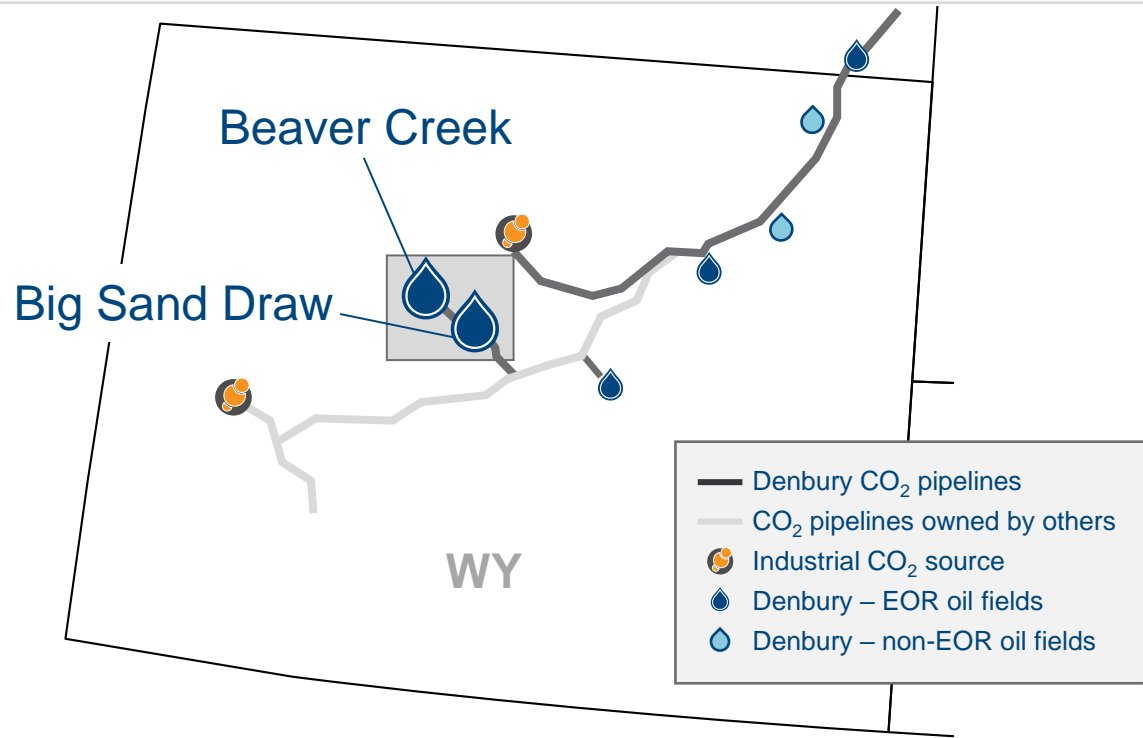 Beaver Creek
Big Sand Draw
WY
Denbury CO₂ pipelines
CO₂ pipelines owned by others
Industrial CO₂ source
Denbury – EOR oil fields
Denbury – non-EOR oil fields